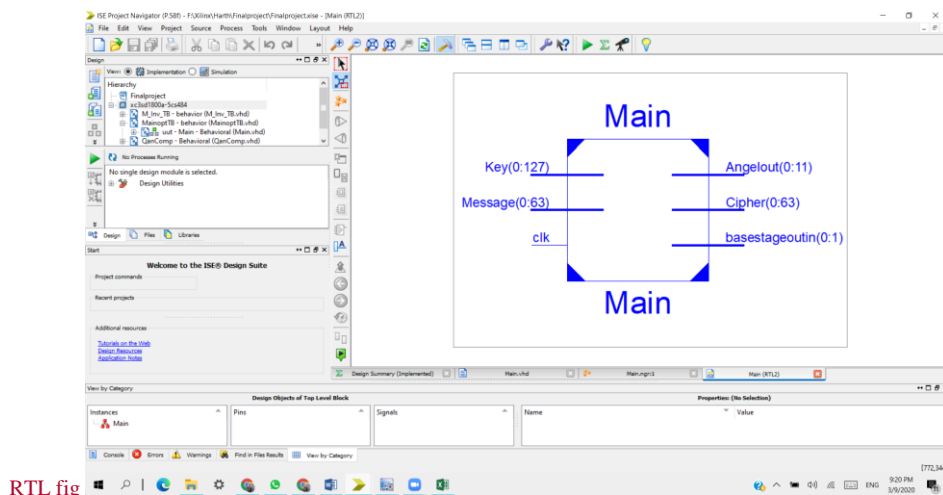 ISE Project Navigator (P.58f) - F:\Xilinx\Harth\Finalproject\Finalproject.xise - [Main (RTL2)]
File Edit View Project Source Process Tools Window Layout Help
Design
View: Implementation Simulation
Hierarchy
Finalproject
xc3sd1800a-5cs484
M_Inv_TB - behavior (M_Inv_TB.vhd)
MainoptTB - behavior (MainoptTB.vhd)
uut - Main - Behavioral (Main.vhd)
QanComp - Behavioral (QanComp.vhd)
No Processes Running
No single design module is selected.
Design Utilities
Design Files Libraries
Start
Welcome to the ISE® Design Suite
Project commands
Recent projects
Additional resources
Tutorials on the Web
Design Resources
Application Notes
Main
Key(0:127)
Angelout(0:11)
Message(0:63)
Cipher(0:63)
clk
basestageoutin(0:1)
Main
Design Summary (Implemented) Main.vhd Main.ngr:1 Main (RTL2)
View by Category
Design Objects of Top Level Block
Properties: (No Selection)
Instances Pins Signals Name Value
Main
Console Errors Warnings Find in Files Results View by Category
[772,344
ENG 9:20 PM
3/9/2020
RTL fig